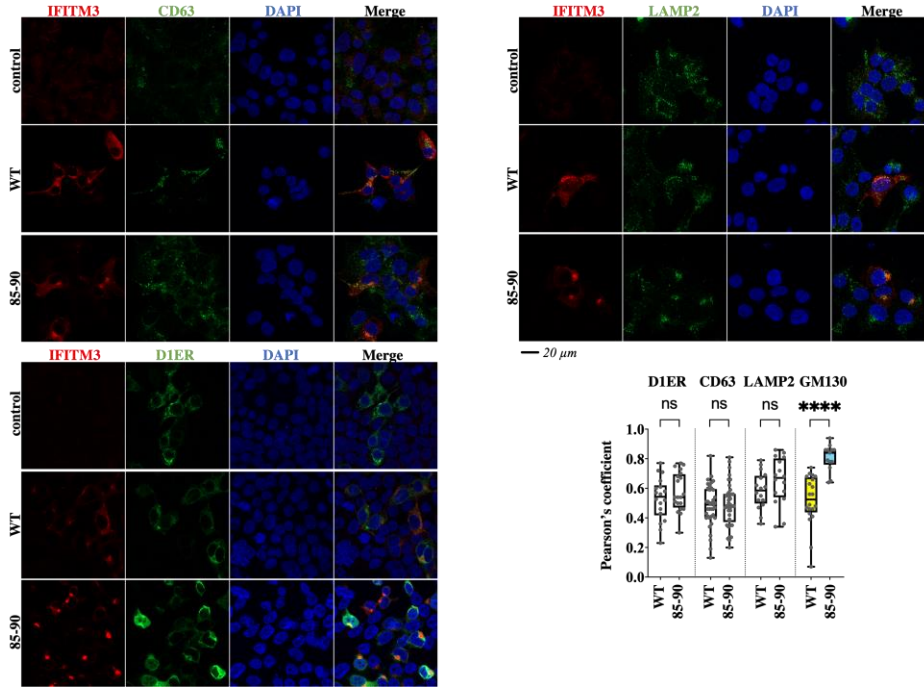 IFITM3 CD63 DAPI Merge
control
WT
85-90
IFITM3 LAMP2 DAPI Merge
control
WT
85-90
20 µm
IFITM3 D1ER DAPI Merge
control
WT
85-90
D1ER CD63 LAMP2 GM130
ns ns ns ****
Pearson's coefficient
1.0
0.8
0.6
0.4
0.2
0.0
WT 85-90 WT 85-90 WT 85-90 WT 85-90